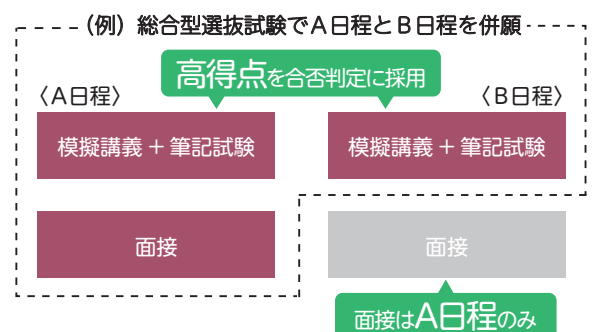 (例) 総合型選抜試験でA日程とB日程を併願
高得点を合否判定に採用
〈A日程〉
〈B日程〉
模擬講義 + 筆記試験
模擬講義 + 筆記試験
面接
面接
面接はA日程のみ